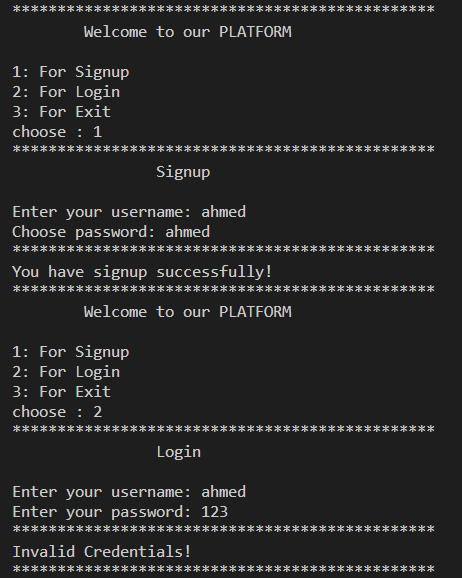 ***********************************************
Welcome to our PLATFORM
1: For Signup
2: For Login
3: For Exit
choose : 1
***********************************************
Signup
Enter your username: ahmed
Choose password: ahmed
***********************************************
You have signup successfully!
***********************************************
Welcome to our PLATFORM
1: For Signup
2: For Login
3: For Exit
choose : 2
***********************************************
Login
Enter your username: ahmed
Enter your password: 123
***********************************************
Invalid Credentials!
***********************************************